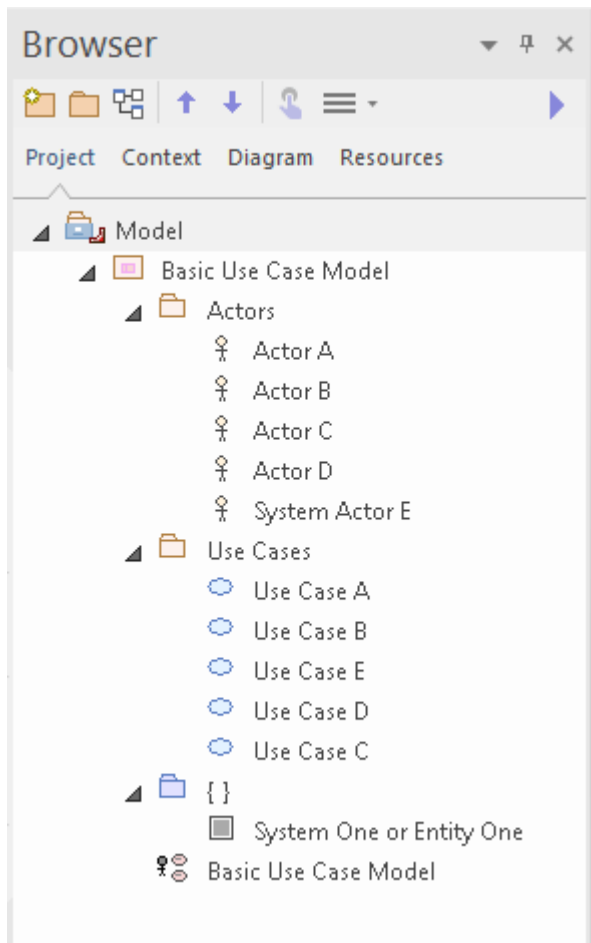 Browser
Project Context Diagram Resources
Model
Basic Use Case Model
Actors
Actor A
Actor B
Actor C
Actor D
System Actor E
Use Cases
Use Case A
Use Case B
Use Case E
Use Case D
Use Case C
{ }
System One or Entity One
Basic Use Case Model